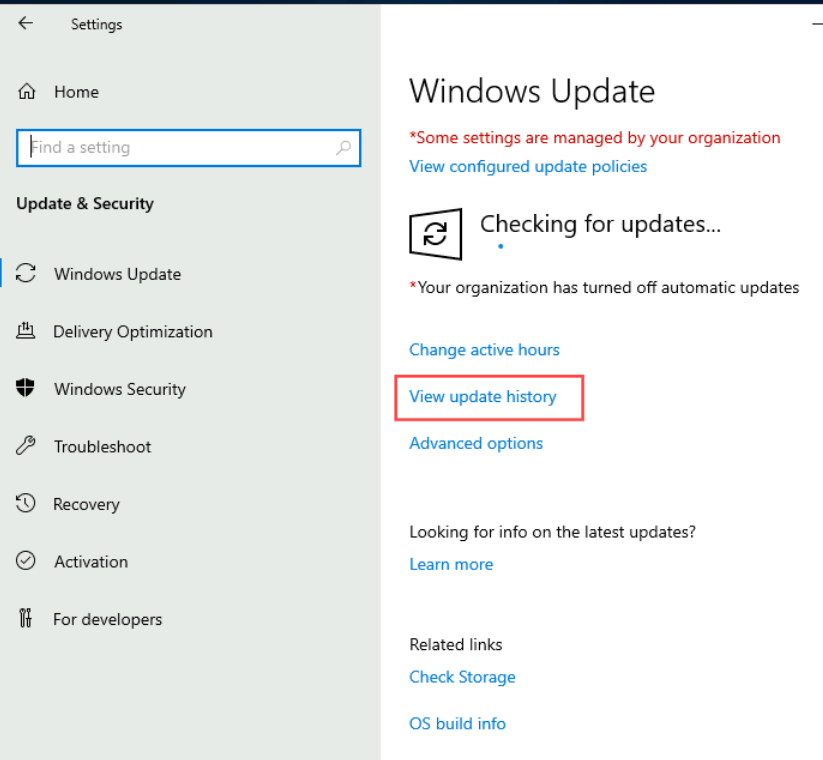 Settings
Home
Find a setting
Update & Security
Windows Update
Delivery Optimization
Windows Security
Troubleshoot
Recovery
Activation
For developers
Windows Update
*Some settings are managed by your organization
View configured update policies
Checking for updates...
*Your organization has turned off automatic updates
Change active hours
View update history
Advanced options
Looking for info on the latest updates?
Learn more
Related links
Check Storage
OS build info